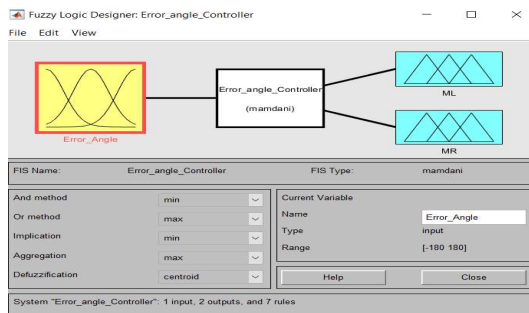 Fuzzy Logic Designer: Error_angle_Controller
File Edit View
Error_Angle
Error_angle_Controller
(mamdani)
ML
MR
FIS Name: Error_angle_Controller FIS Type: mamdani
And method min
Or method max
Implication min
Aggregation max
Defuzzification centroid
Current Variable
Name Error_Angle
Type input
Range [-180 180]
Help Close
System "Error_angle_Controller": 1 input, 2 outputs, and 7 rules